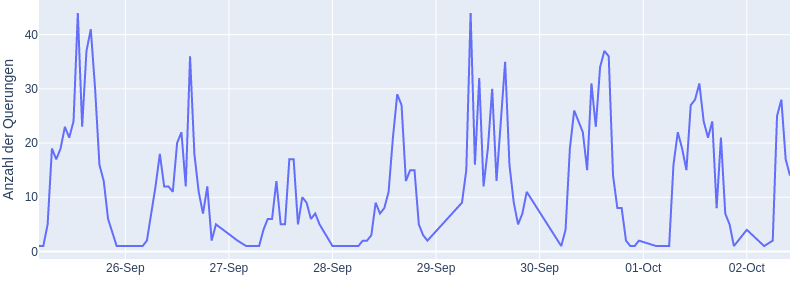 Anzahl der Querungen
40
30
20
10
0
26-Sep
27-Sep
28-Sep
29-Sep
30-Sep
01-Oct
02-Oct